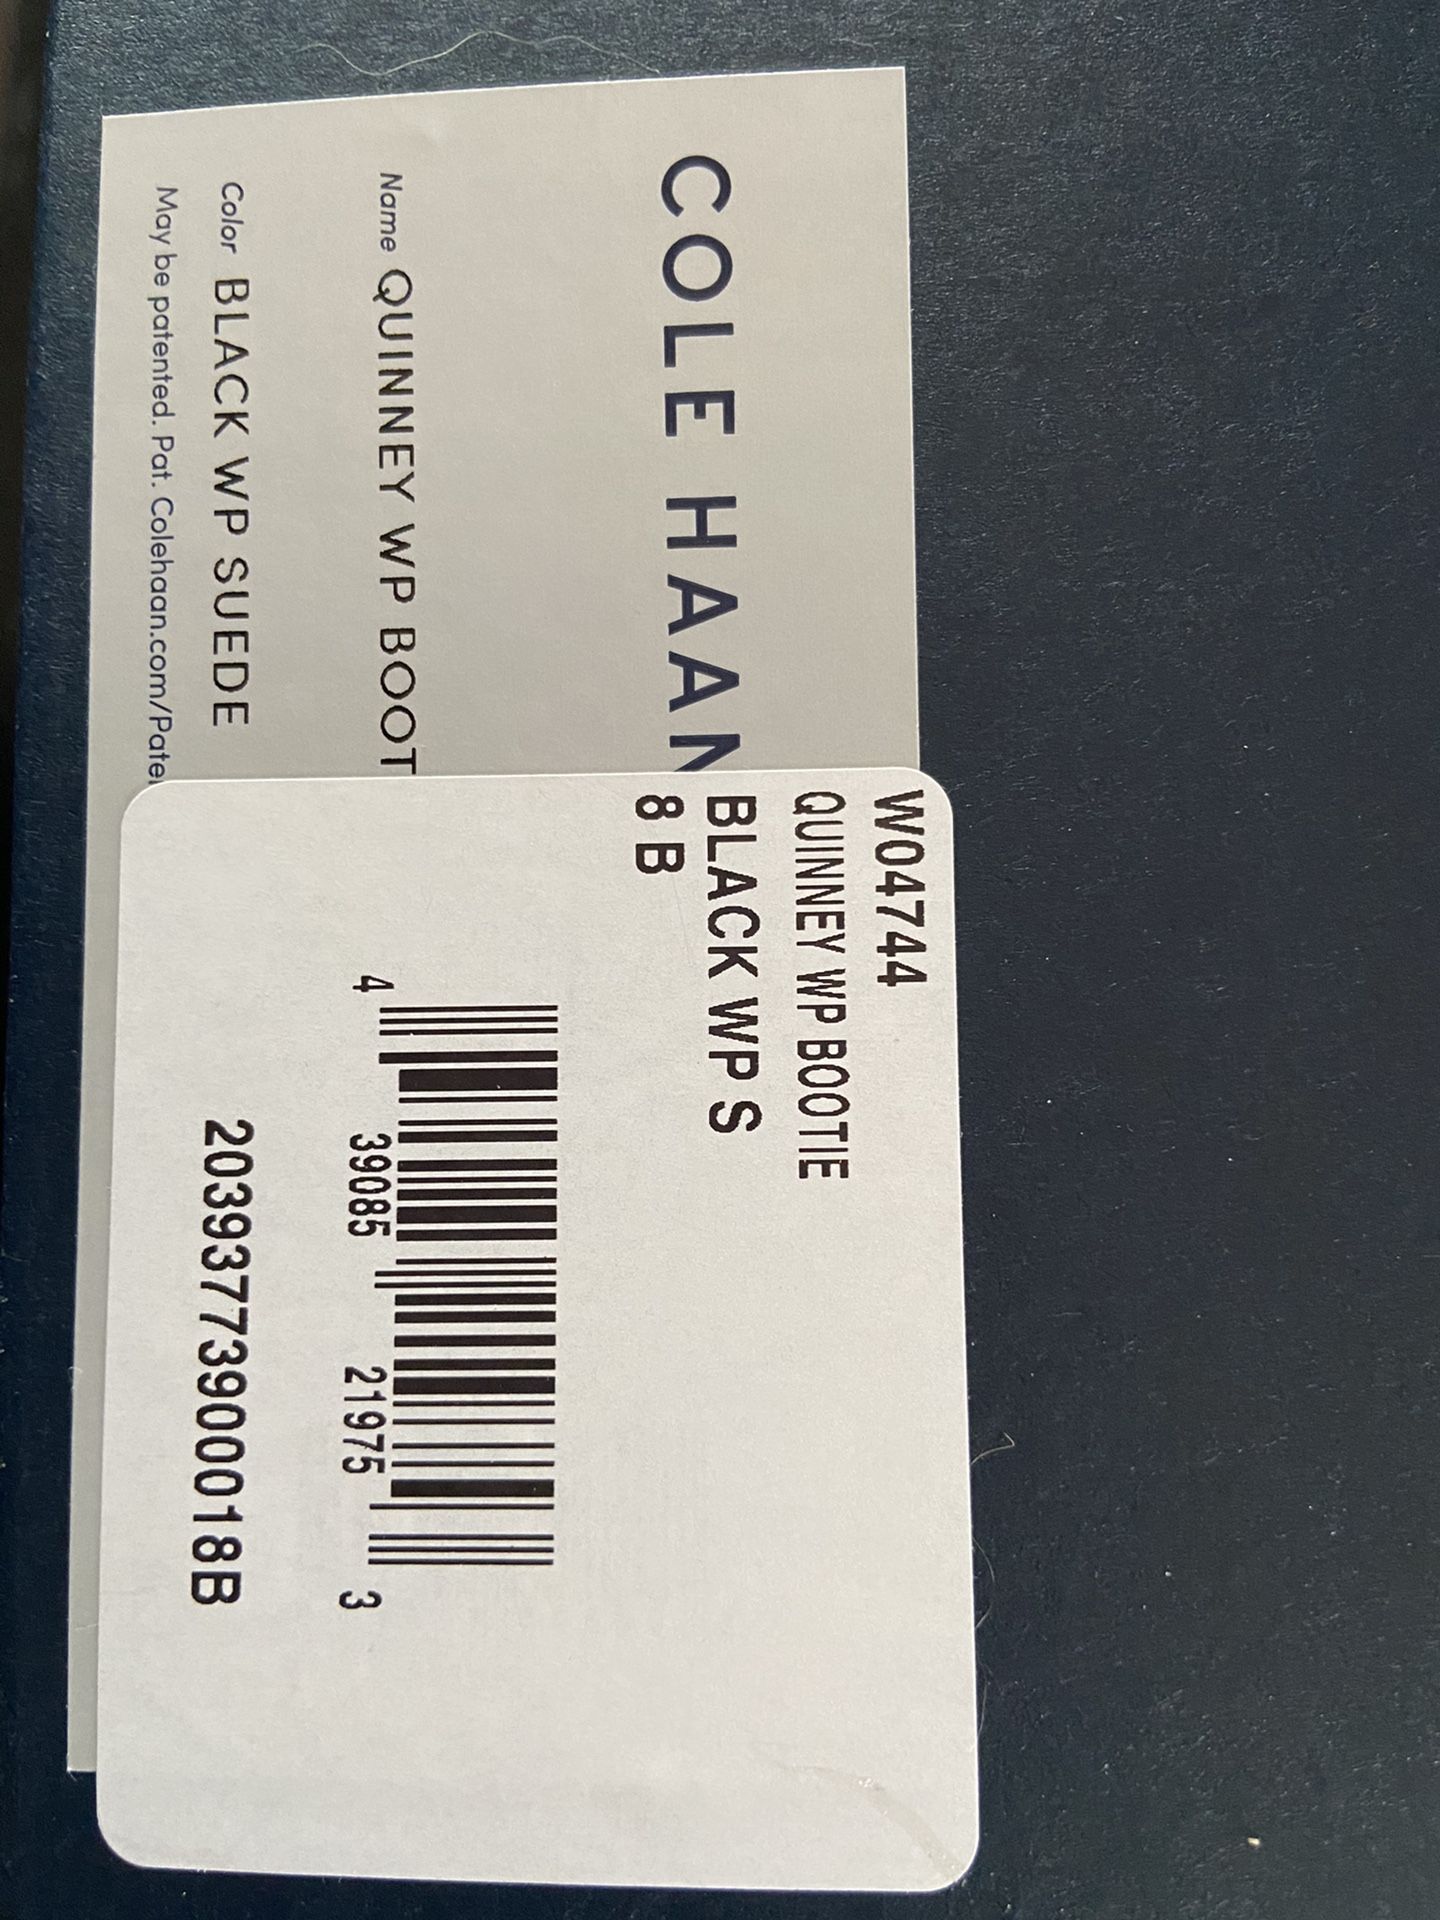 COLE HAAN
Name QUINNEY WP BOOT
Color BLACK WP SUEDE
May be patented. Pat. Colehaan.com/Pate
W04744
QUINNEY WP BOOTIE
BLACK WP S
8 B
4 39085 21975 3
20393773900018B